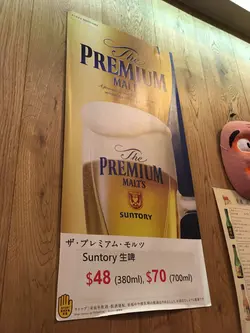 The
PREMIUM
MALT'S
The
PREMIUM
MALT'S
SUNTORY
ザ・プレミアム・モルツ
Suntory 生啤
$48 (380ml), $70 (700ml)